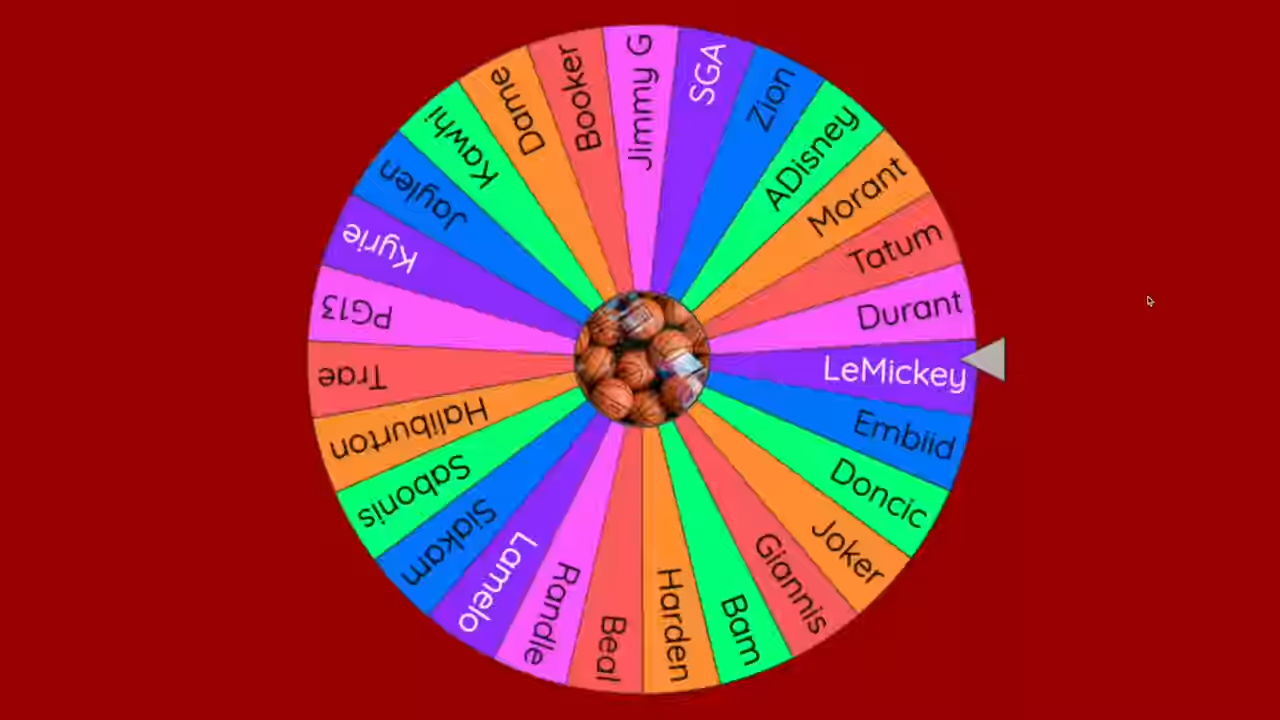 Jimmy G
SGA
Zion
ADisney
Morant
Tatum
Durant
LeMickey
Embiid
Doncic
Joker
Giannis
Bam
Harden
Beal
Randle
Lamelo
Siakam
Sabonis
Haliburton
Trae
PG13
Kyrie
Jaylen
Kawhi
Dame
Booker